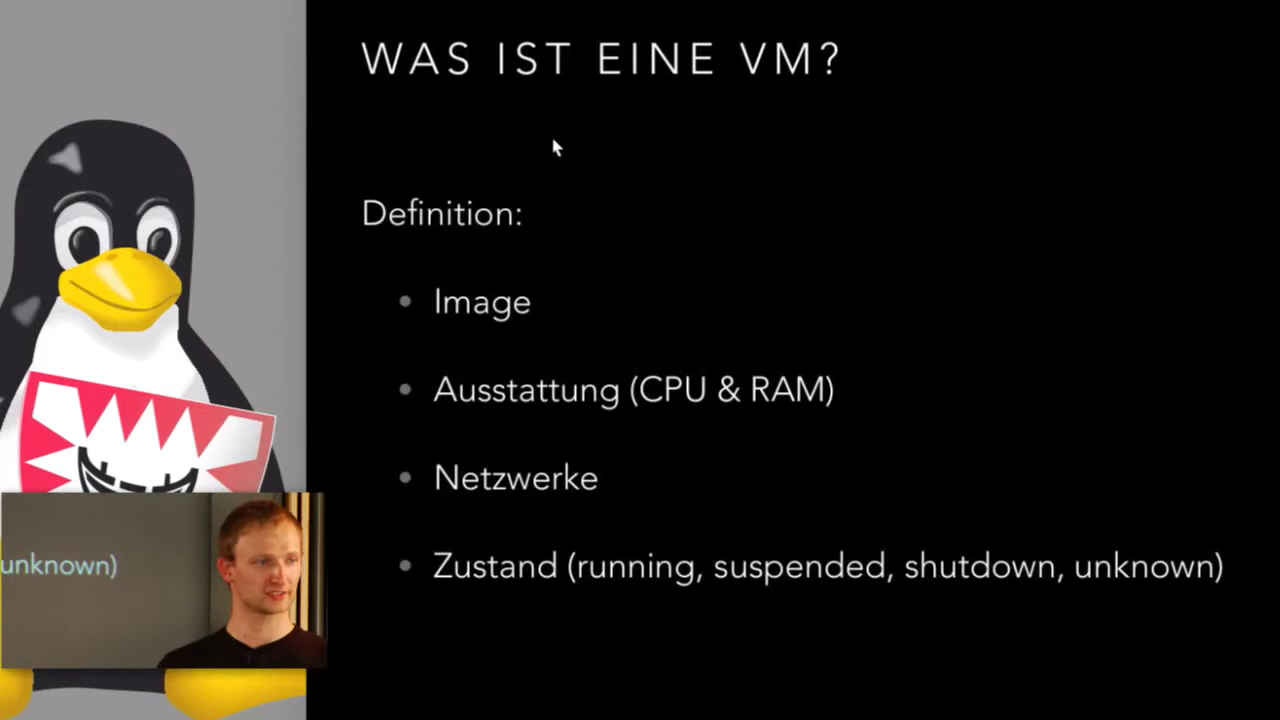 WAS IST EINE VM?
Definition:
Image
Ausstattung (CPU & RAM)
Netzwerke
Zustand (running, suspended, shutdown, unknown)
unknown)